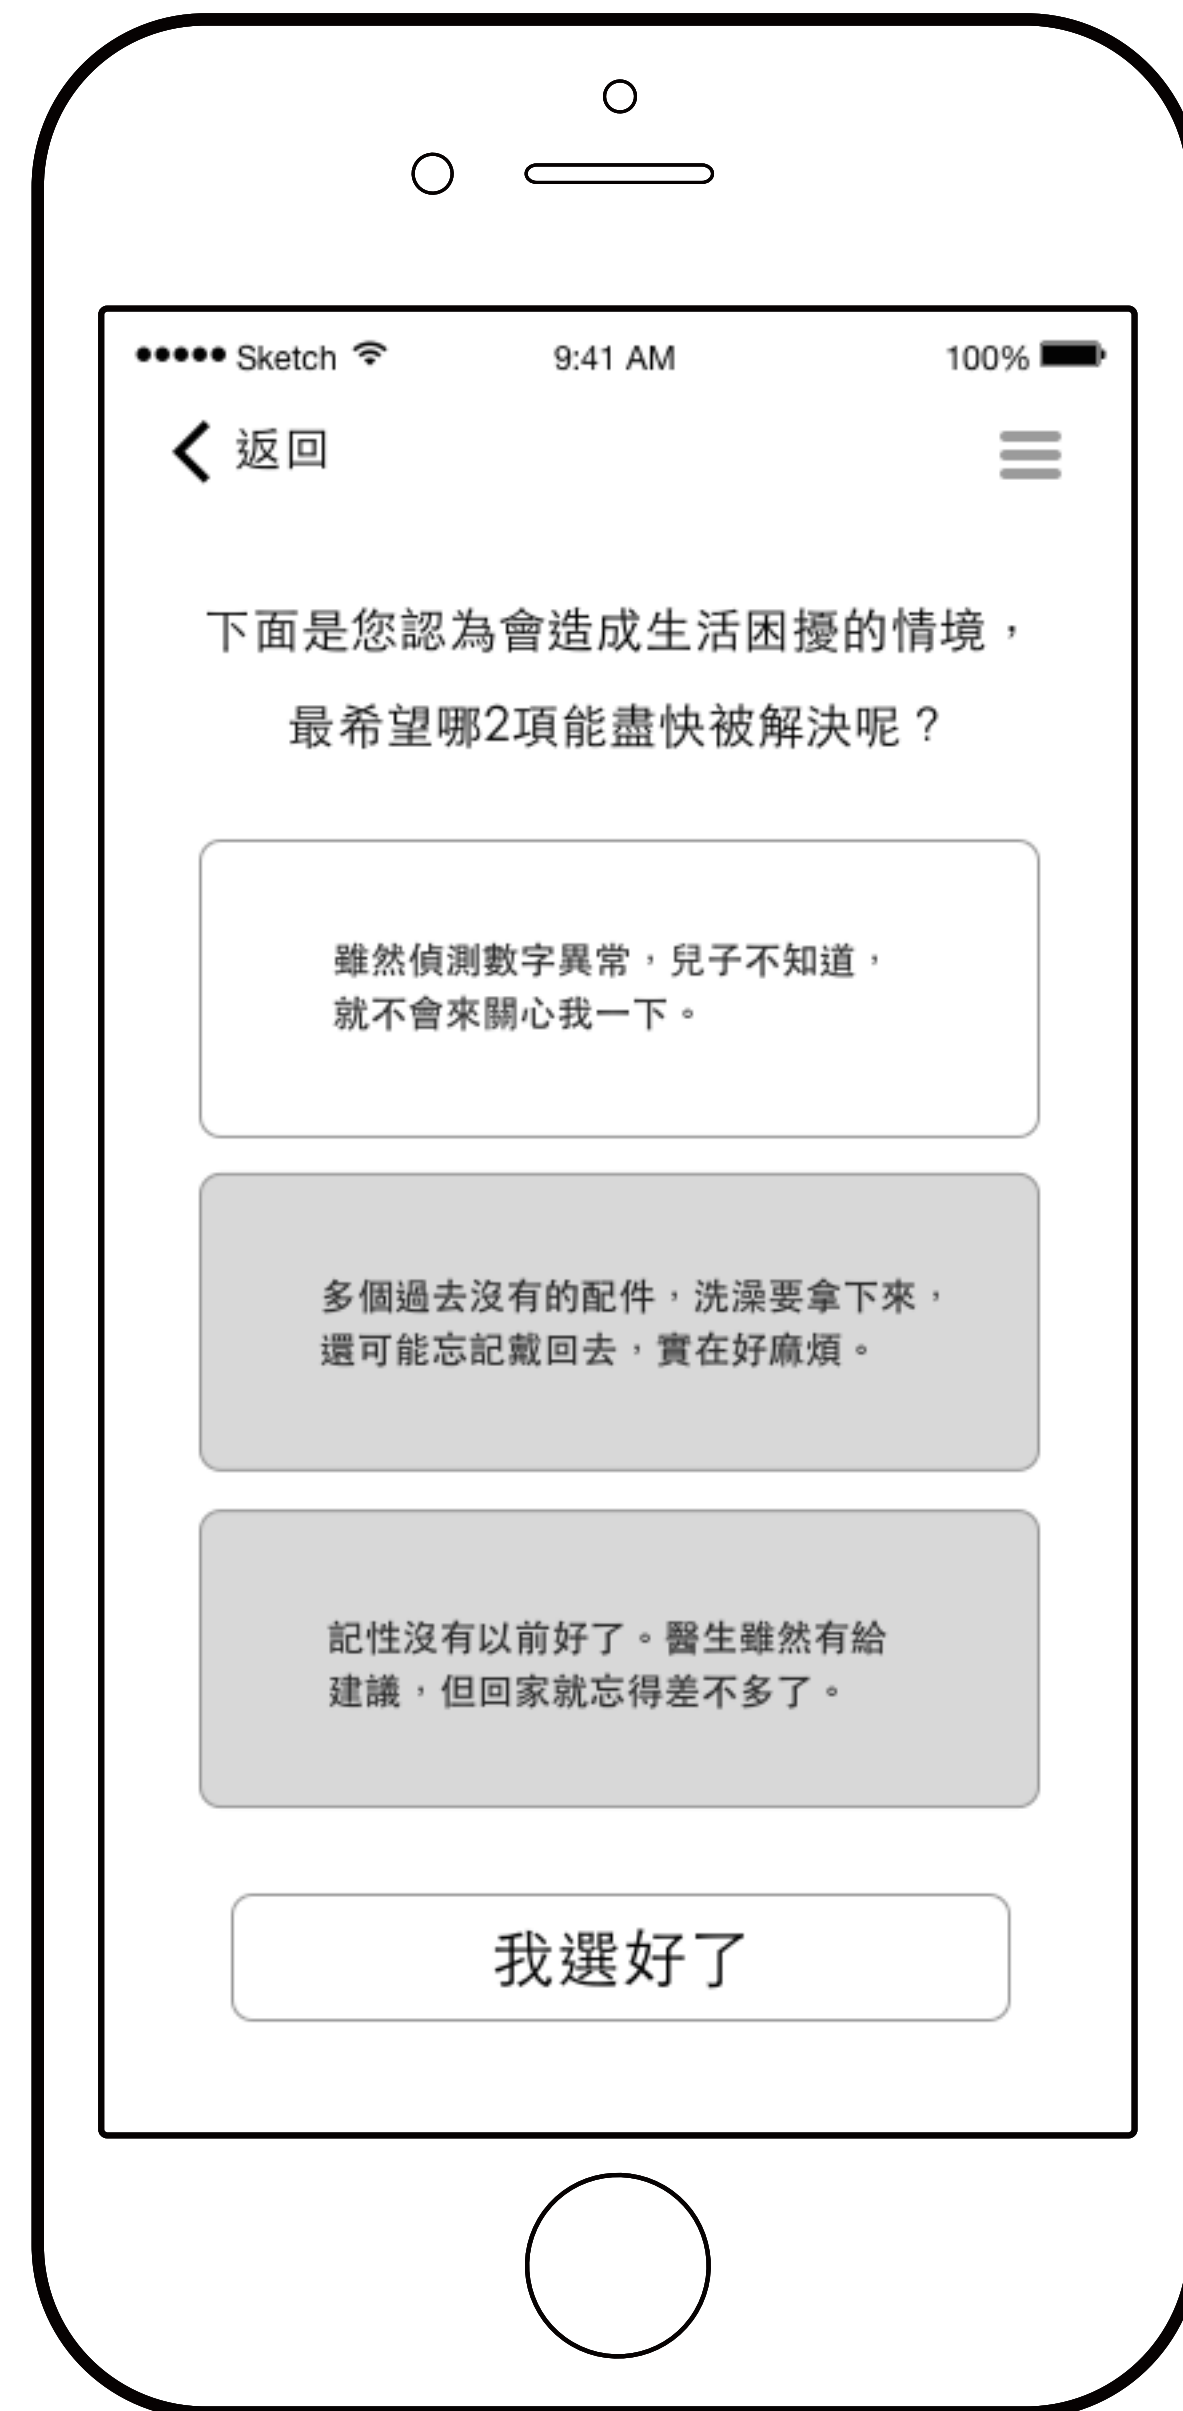 ●●●●● Sketch 9:41 AM 100%
返回
下面是您認為會造成生活困擾的情境，
最希望哪2項能盡快被解決呢？
雖然偵測數字異常，兒子不知道，
就不會來關心我一下。
多個過去沒有的配件，洗澡要拿下來，
還可能忘記戴回去，實在好麻煩。
記性沒有以前好了。醫生雖然有給
建議，但回家就忘得差不多了。
我選好了